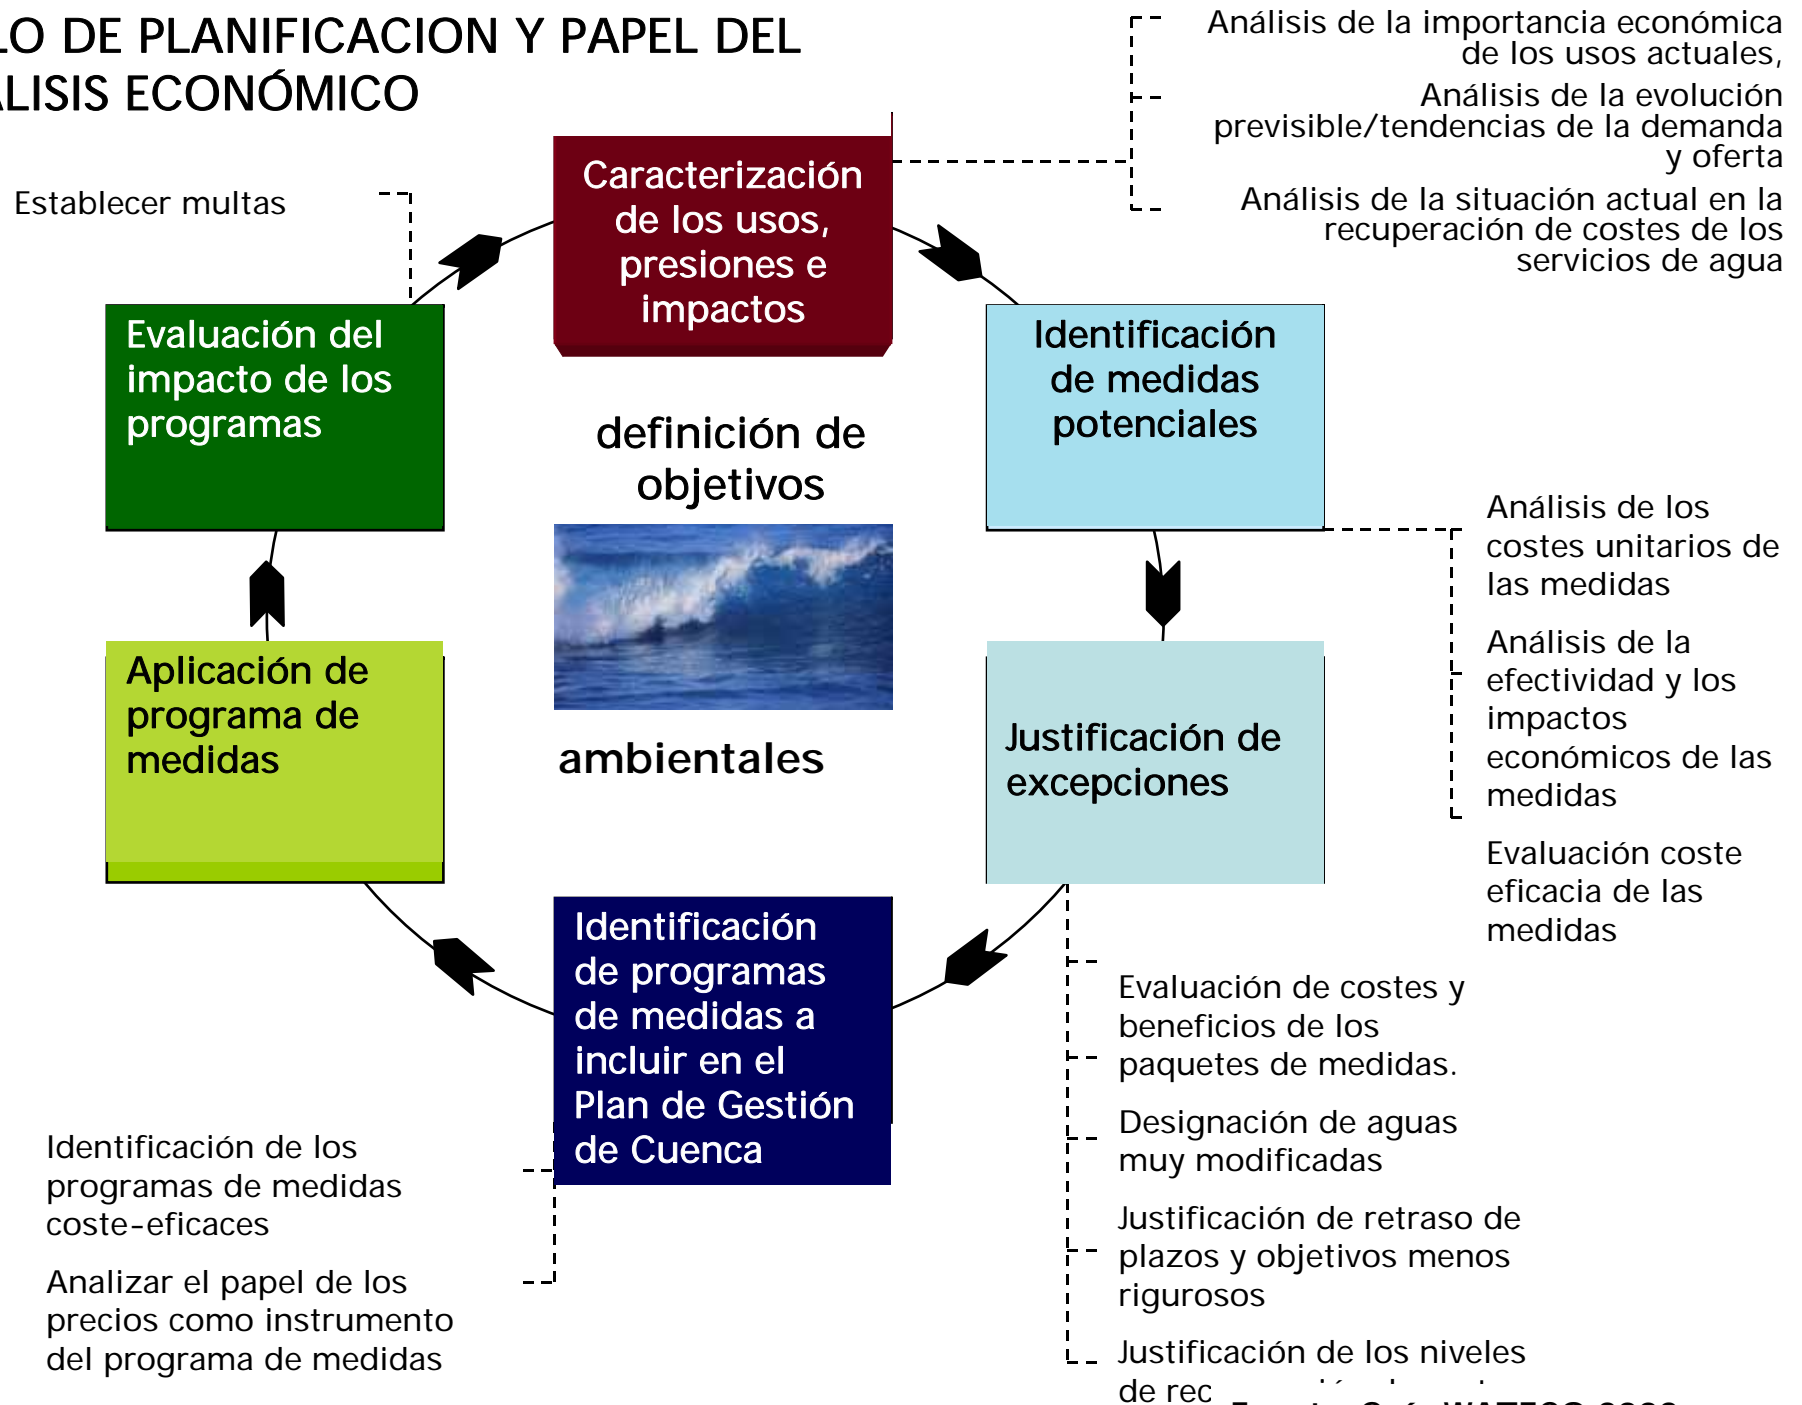 DE PLANIFICACION Y PAPEL DEL
ECONÓMICO
Análisis de la importancia económica
de los usos actuales,
Análisis de la evolución
previsible/tendencias de la demanda
y oferta
Análisis de la situación actual en la
recuperación de costes de los
servicios de agua
Establecer multas
Caracterización
de los usos,
presiones e
impactos
Evaluación del
impacto de los
programas
Identificación
de medidas
potenciales
definición de
objetivos
ambientales
Análisis de los
costes unitarios de
las medidas
Análisis de la
efectividad y los
impactos
económicos de las
medidas
Evaluación coste
eficacia de las
medidas
Aplicación de
programa de
medidas
Justificación de
excepciones
Identificación
de programas
de medidas a
incluir en el
Plan de Gestión
de Cuenca
Evaluación de costes y
beneficios de los
paquetes de medidas.
Designación de aguas
muy modificadas
Justificación de retraso de
plazos y objetivos menos
rigurosos
Justificación de los niveles
de
Identificación de los
programas de medidas
coste-eficaces
Analizar el papel de los
precios como instrumento
del programa de medidas